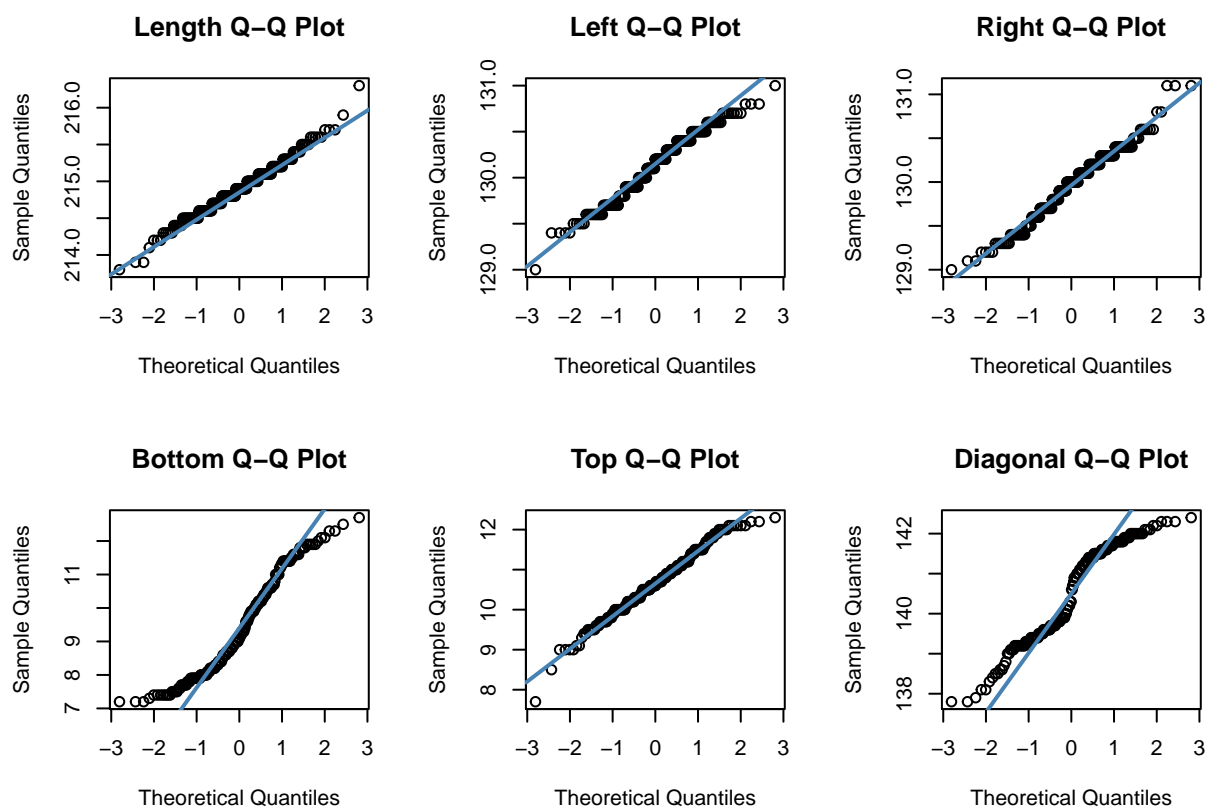 Length Q−Q Plot
Left Q−Q Plot
Right Q−Q Plot
Sample Quantiles
214.0 215.0 216.0
−3 −2 −1 0 1 2 3
Theoretical Quantiles
Sample Quantiles
129.0 130.0 131.0
−3 −2 −1 0 1 2 3
Theoretical Quantiles
Sample Quantiles
129.0 130.0 131.0
−3 −2 −1 0 1 2 3
Theoretical Quantiles
Bottom Q−Q Plot
Top Q−Q Plot
Diagonal Q−Q Plot
Sample Quantiles
7 8 9 11
−3 −2 −1 0 1 2 3
Theoretical Quantiles
Sample Quantiles
8 9 10 12
−3 −2 −1 0 1 2 3
Theoretical Quantiles
Sample Quantiles
138 140 142
−3 −2 −1 0 1 2 3
Theoretical Quantiles